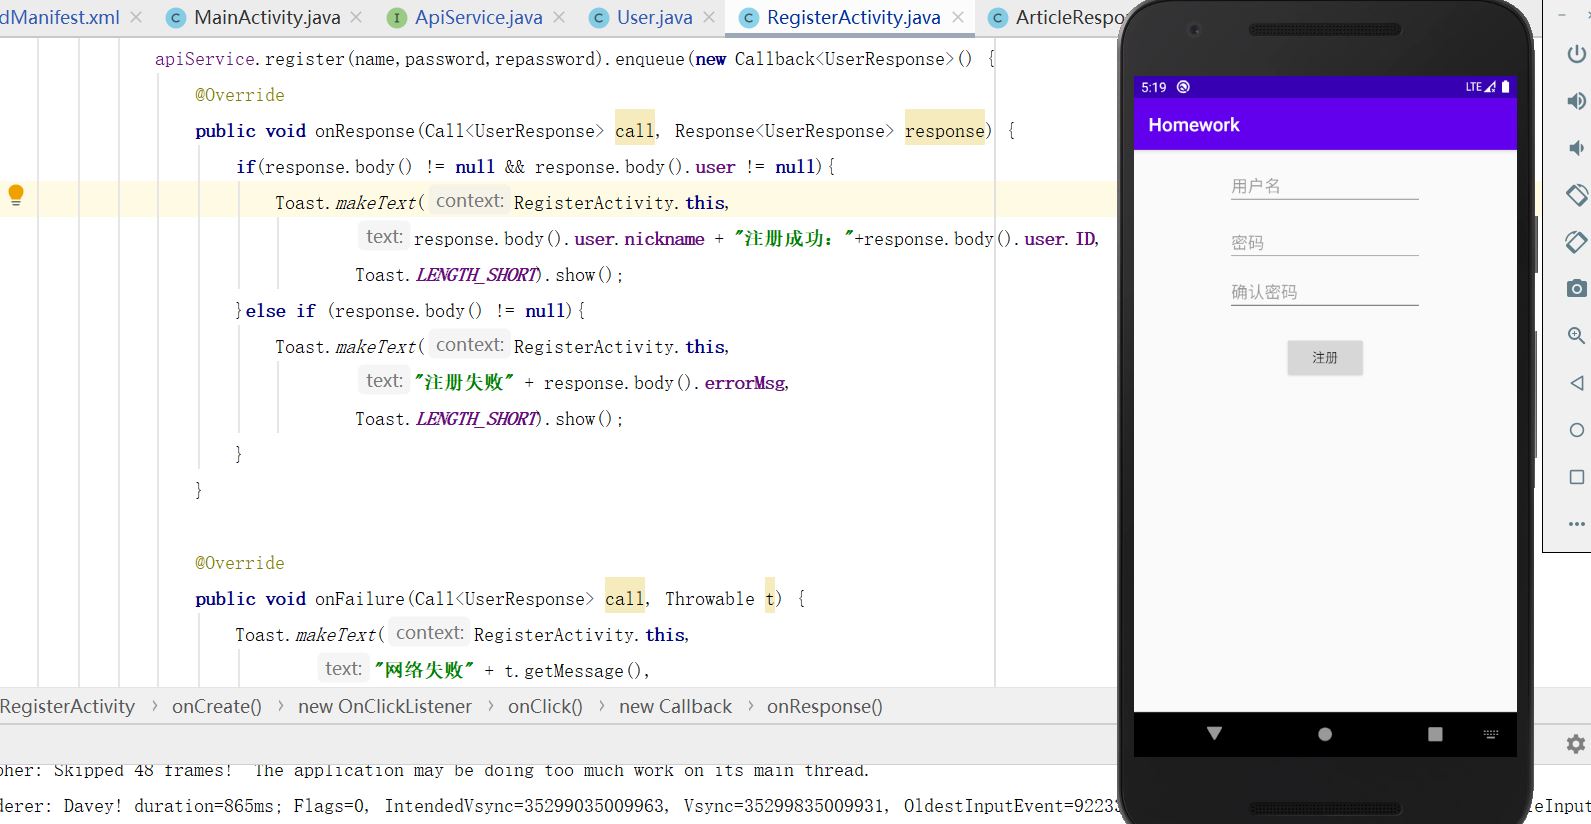 dManifest.xml MainActivity.java ApiService.java User.java RegisterActivity.java ArticleRespo
apiService.register(name,password,repassword).enqueue(new Callback<UserResponse>() {
@Override
public void onResponse(Call<UserResponse> call, Response<UserResponse> response) {
if(response.body() != null && response.body().user != null){
Toast.makeText( context: RegisterActivity.this,
text: response.body().user.nickname + "注册成功："+response.body().user.ID,
Toast.LENGTH_SHORT).show();
}else if (response.body() != null){
Toast.makeText( context: RegisterActivity.this,
text: "注册失败" + response.body().errorMsg,
Toast.LENGTH_SHORT).show();
}
}
@Override
public void onFailure(Call<UserResponse> call, Throwable t) {
Toast.makeText( context: RegisterActivity.this,
text: "网络失败" + t.getMessage(),
RegisterActivity › onCreate() › new OnClickListener › onClick() › new Callback › onResponse()
pher: Skipped 48 frames!  The application may be doing too much work on its main thread.
derer: Davey! duration=865ms; Flags=0, IntendedVsync=35299035009963, Vsync=35299835009931, OldestInputEvent=92233
eInput
5:19 LTE
Homework
用户名
密码
确认密码
注册